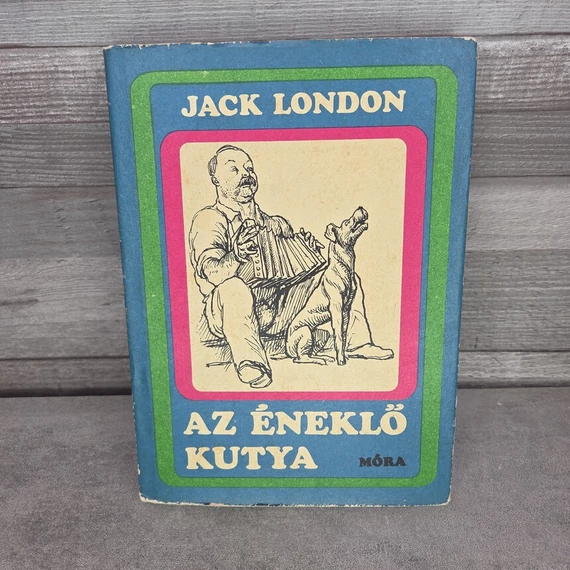 JACK LONDON
AZ ÉNEKLŐ
KUTYA
MÓRA